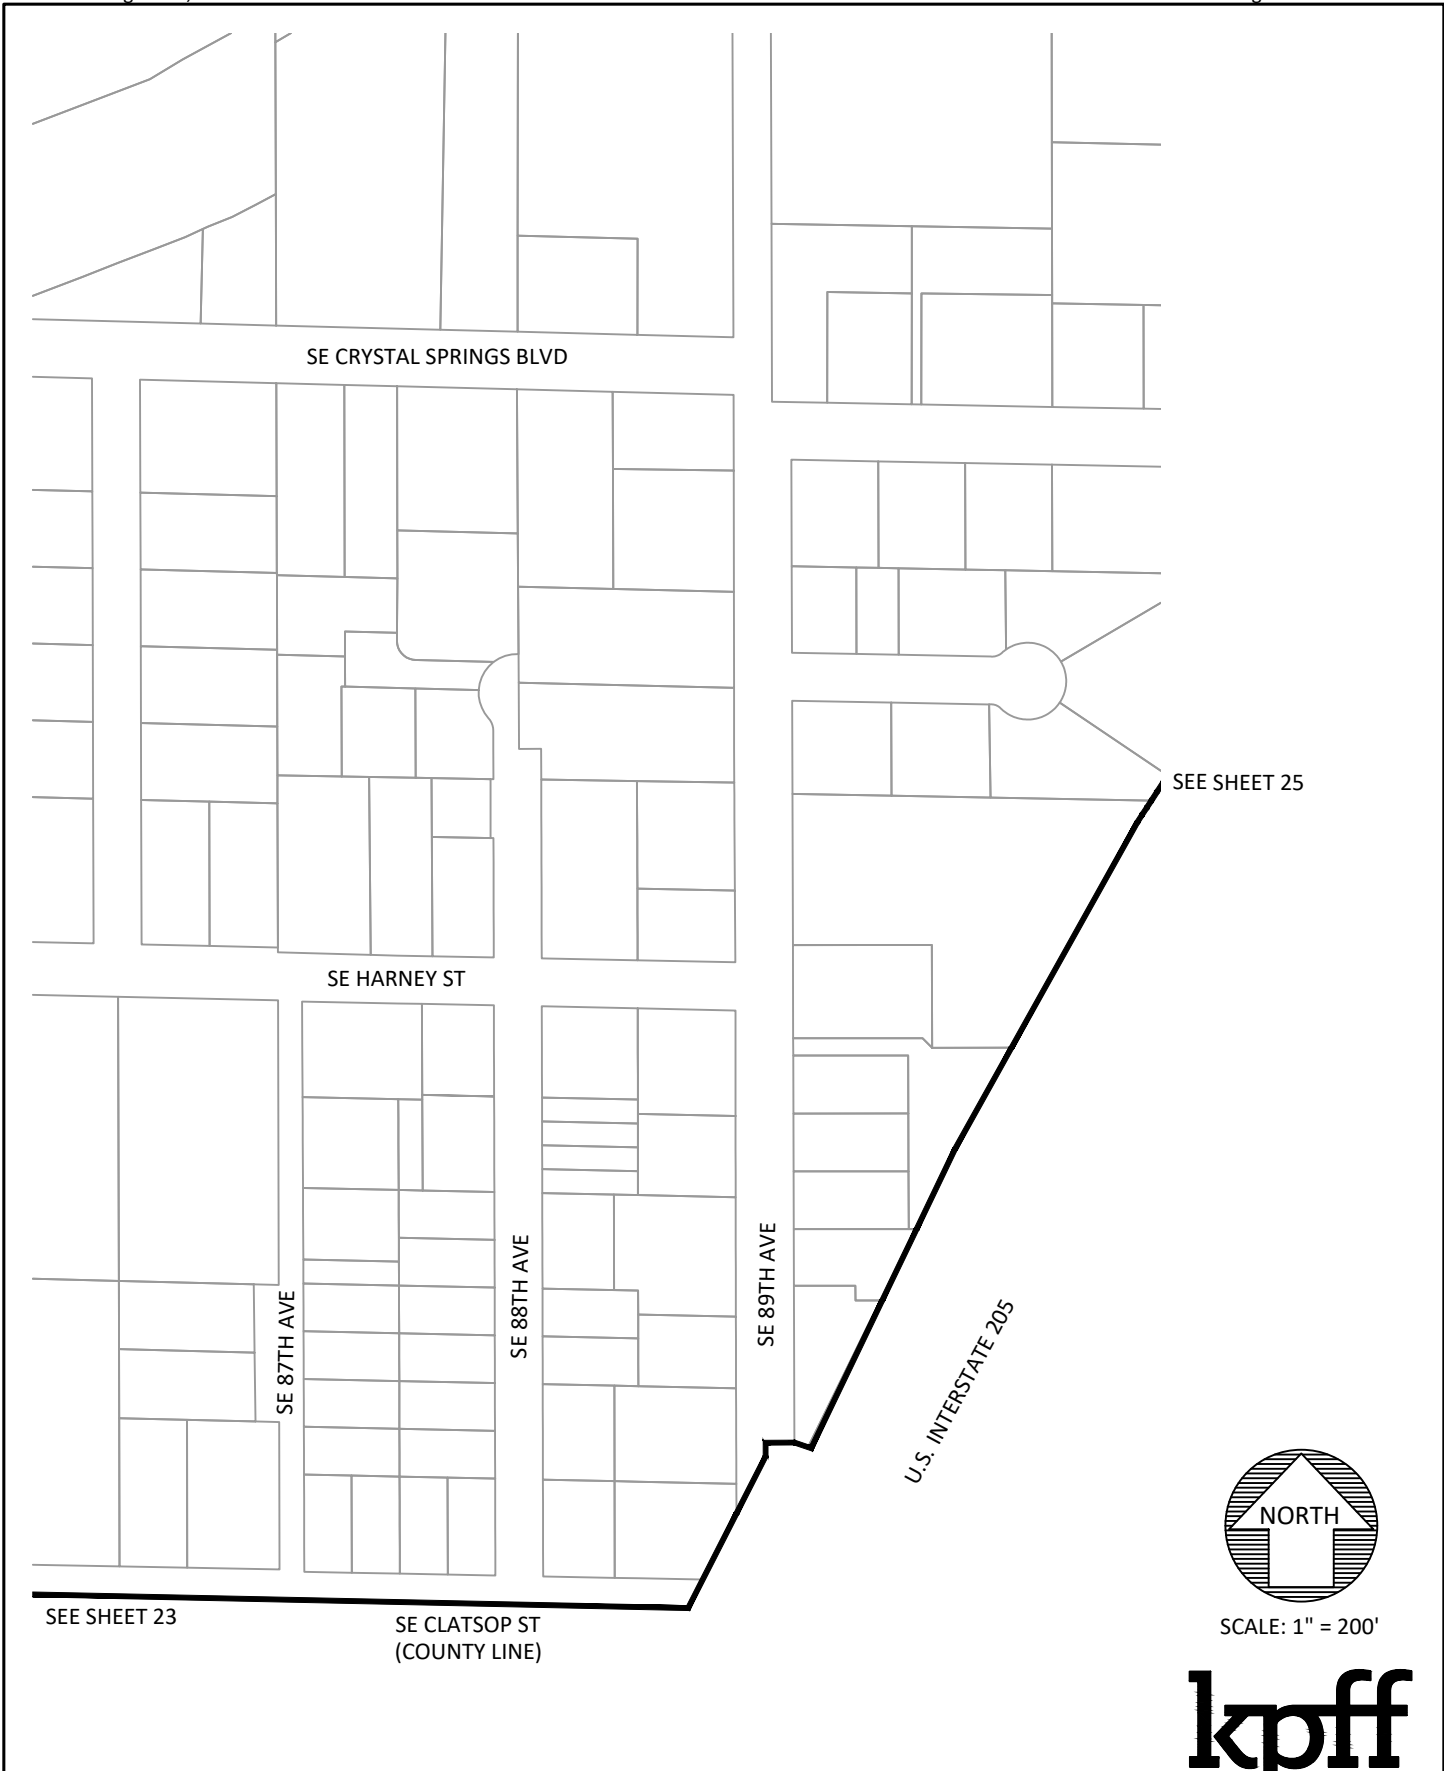 SE CRYSTAL SPRINGS BLVD
SEE SHEET 25
SE HARNEY ST
SE 87TH AVE
SE 88TH AVE
SE 89TH AVE
U.S. INTERSTATE 205
NORTH
SCALE: 1" = 200'
SEE SHEET 23
SE CLATSOP ST
(COUNTY LINE)
kpff